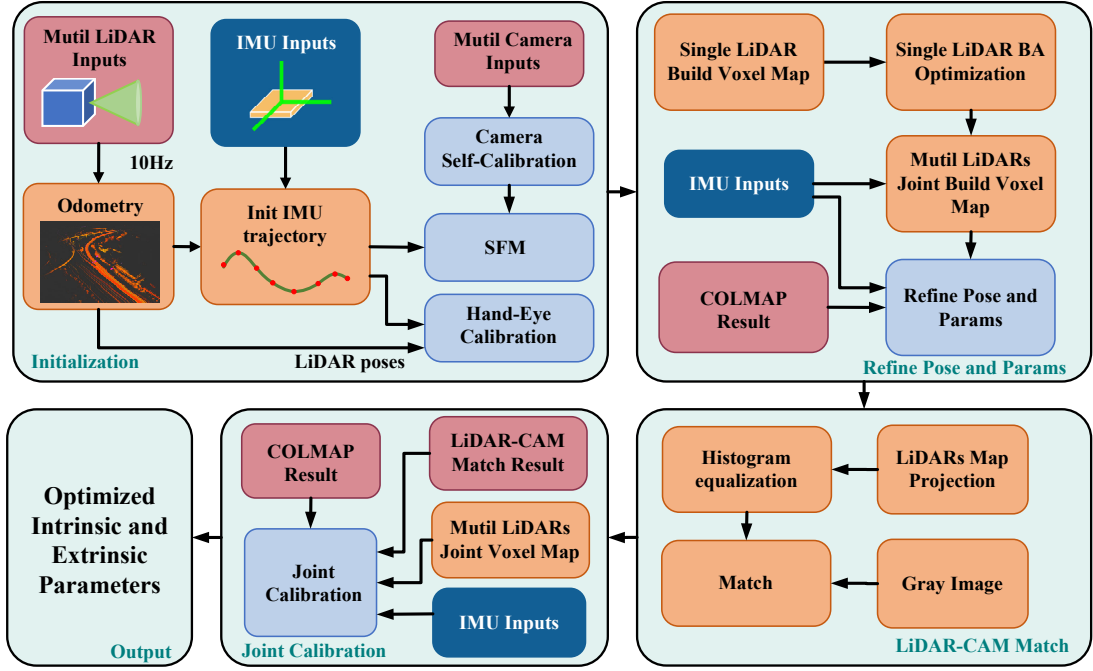 Mutil LiDAR
Inputs
10Hz
Odometry
IMU Inputs
Init IMU
trajectory
Mutil Camera
Inputs
Camera
Self-Calibration
SFM
Hand-Eye
Calibration
LiDAR poses
Initialization
Single LiDAR
Build Voxel Map
Single LiDAR BA
Optimization
IMU Inputs
Mutil LiDARs
Joint Build Voxel
Map
COLMAP
Result
Refine Pose and
Params
Refine Pose and Params
Optimized
Intrinsic and
Extrinsic
Parameters
Output
COLMAP
Result
LiDAR-CAM
Match Result
Mutil LiDARs
Joint Voxel Map
Joint
Calibration
IMU Inputs
Joint Calibration
Histogram
equalization
LiDARs Map
Projection
Match
Gray Image
LiDAR-CAM Match